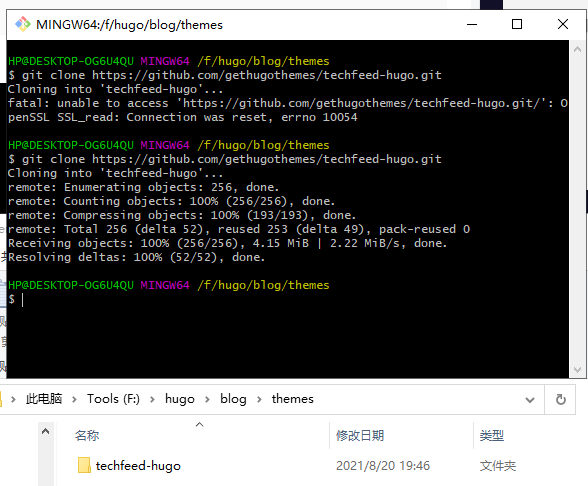 MINGW64:/f/hugo/blog/themes
HP@DESKTOP-OG6U4QU MINGW64 /f/hugo/blog/themes
$ git clone https://github.com/gethugothemes/techfeed-hugo.git
Cloning into 'techfeed-hugo'...
fatal: unable to access 'https://github.com/gethugothemes/techfeed-hugo.git/': O
penSSL SSL_read: Connection was reset, errno 10054
HP@DESKTOP-OG6U4QU MINGW64 /f/hugo/blog/themes
$ git clone https://github.com/gethugothemes/techfeed-hugo.git
Cloning into 'techfeed-hugo'...
remote: Enumerating objects: 256, done.
remote: Counting objects: 100% (256/256), done.
remote: Compressing objects: 100% (193/193), done.
remote: Total 256 (delta 52), reused 253 (delta 49), pack-reused 0
Receiving objects: 100% (256/256), 4.15 MiB | 2.22 MiB/s, done.
Resolving deltas: 100% (52/52), done.
HP@DESKTOP-OG6U4QU MINGW64 /f/hugo/blog/themes
$
此电脑 > Tools (F:) > hugo > blog > themes
名称 修改日期 类型
techfeed-hugo 2021/8/20 19:46 文件夹